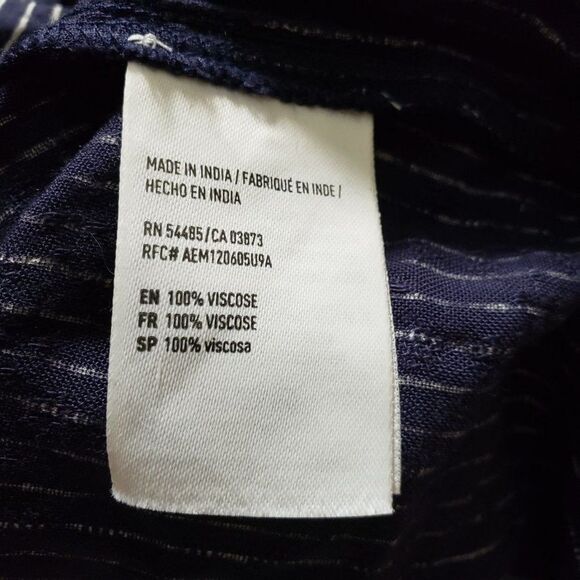 MADE IN INDIA / FABRIQUÉ EN INDE /
HECHO EN INDIA
RN 54485/CA 03873
RFC# AEM120605U9A
EN 100% VISCOSE
FR 100% VISCOSE
SP 100% viscosa